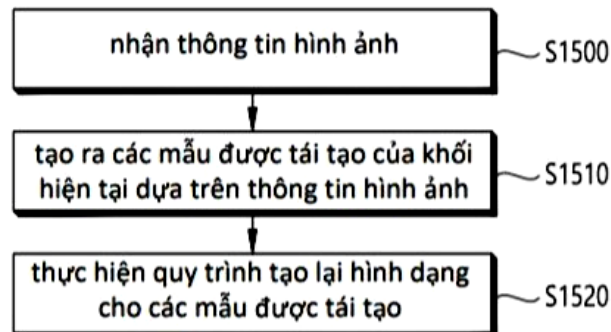 nhận thông tin hình ảnh
S1500
tạo ra các mẫu được tái tạo của khối
hiện tại dựa trên thông tin hình ảnh
S1510
thực hiện quy trình tạo lại hình dạng
cho các mẫu được tái tạo
S1520